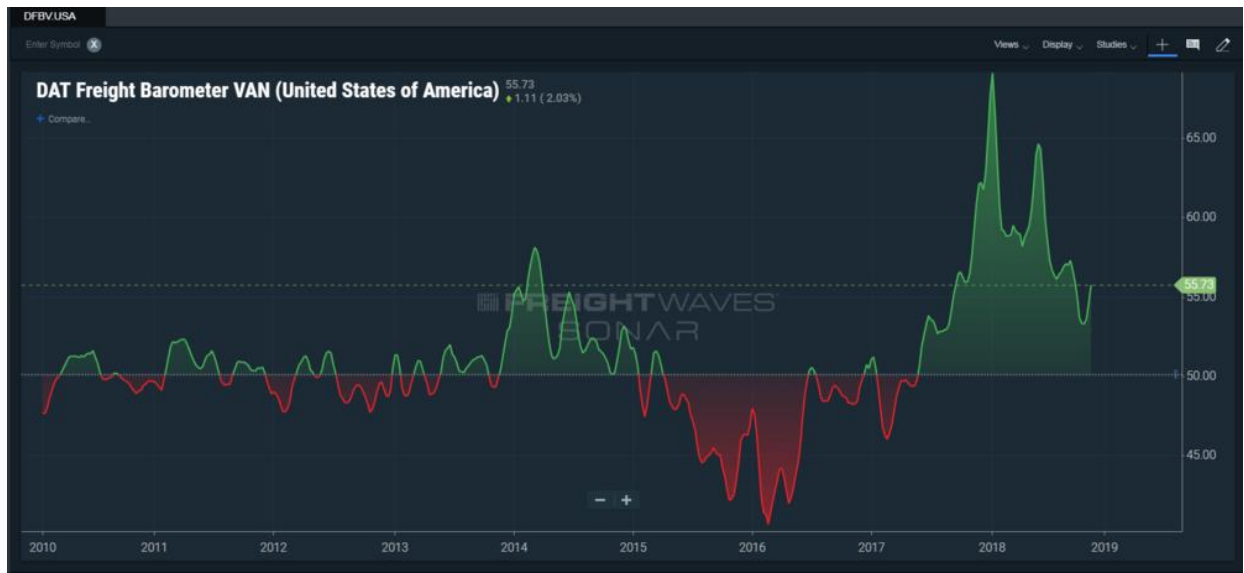 DFBV.USA
Enter Symbol X
Views Display Studies
DAT Freight Barometer VAN (United States of America) 55.73
1.11 ( 2.03%)
+ Compare..
65.00
60.00
55.73
55.00
FREIGHTWAVES
SONAR
50.00
45.00
− +
2010 2011 2012 2013 2014 2015 2016 2017 2018 2019